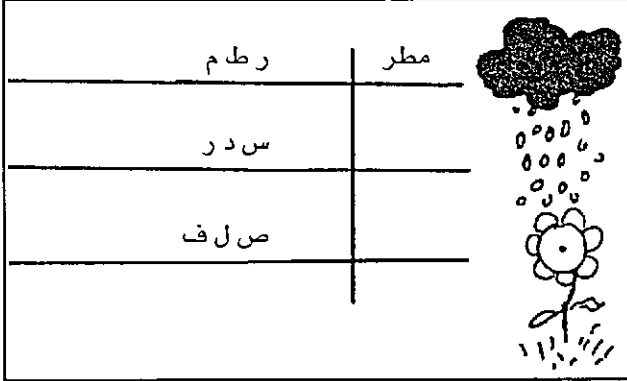 مطر ر ط م
س د ر
ص ل ف